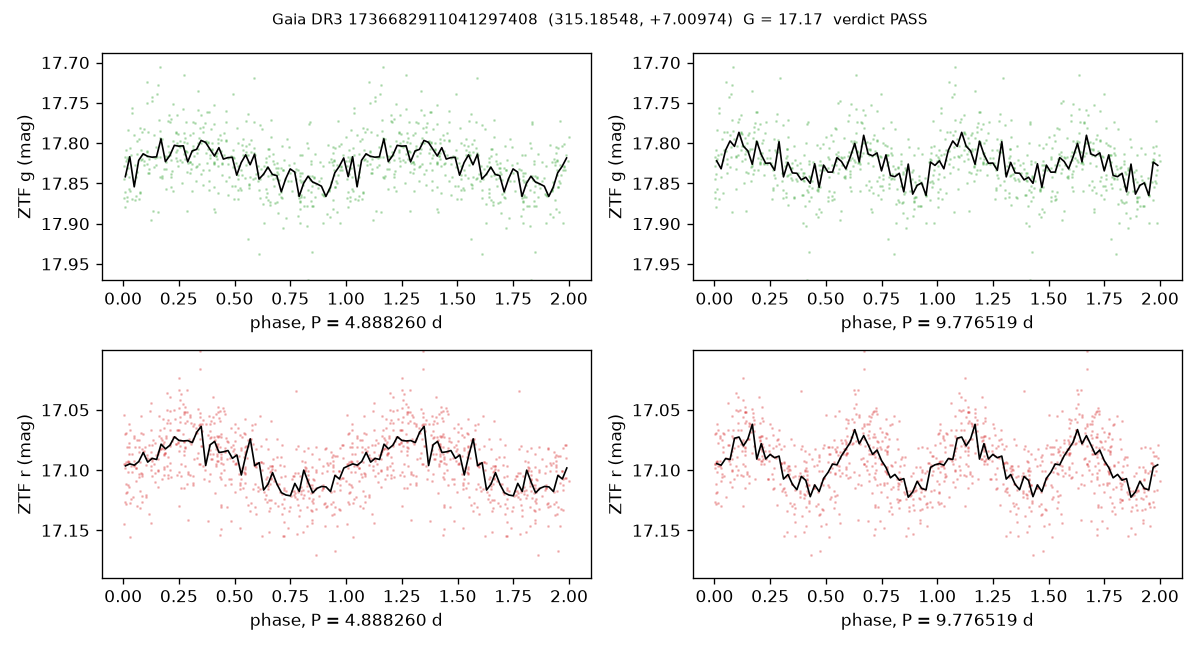 Gaia DR3 1736682911041297408 (315.18548, +7.00974) G = 17.17 verdict PASS
ZTF g (mag)
17.70
17.75
17.80
17.85
17.90
17.95
0.00 0.25 0.50 0.75 1.00 1.25 1.50 1.75 2.00
phase, P = 4.888260 d
ZTF g (mag)
17.70
17.75
17.80
17.85
17.90
17.95
0.00 0.25 0.50 0.75 1.00 1.25 1.50 1.75 2.00
phase, P = 9.776519 d
ZTF r (mag)
17.05
17.10
17.15
0.00 0.25 0.50 0.75 1.00 1.25 1.50 1.75 2.00
phase, P = 4.888260 d
ZTF r (mag)
17.05
17.10
17.15
0.00 0.25 0.50 0.75 1.00 1.25 1.50 1.75 2.00
phase, P = 9.776519 d